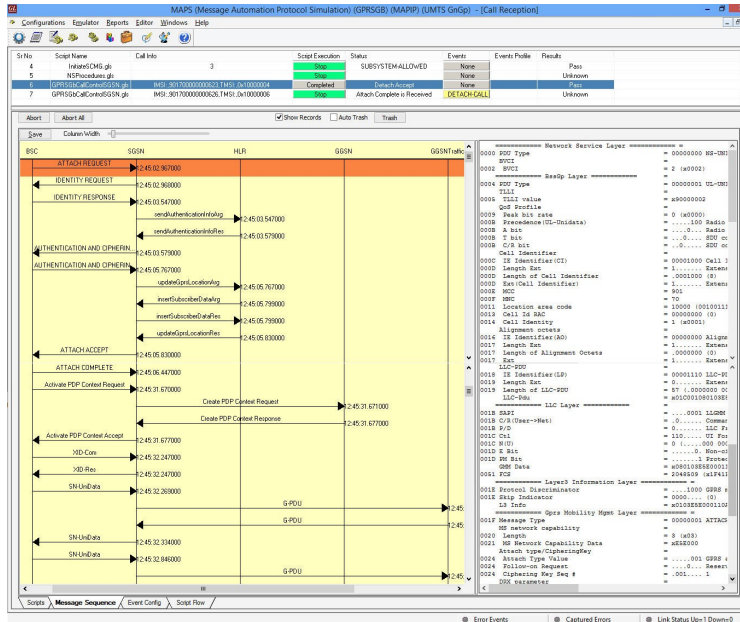 MAPS (Message Automation Protocol Simulation) (GPRSGB) (MAPIP) (UMTS GnGp) - [Call Reception]
Configurations Emulator Reports Editor Windows Help
Sr No Script Name Call Info Script Execution Status Events Events Profile Results
4 InitiateSCMG.gls 3 Stop SUBSYSTEM-ALLOWED None Pass
5 NSProcedures.gls Stop None Unknown
6 GPRSGbCallControlSGSN.gls IMSI:.901700000000623,TMSI:.0x10000004 Completed Detach Accept None Pass
7 GPRSGbCallControlSGSN.gls IMSI:.901700000000626,TMSI:.0x10000006 Stop Attach Complete is Received DETACH-CALL Unknown
Abort Abort All Show Records Auto Trash Trash
Save Column Width
BSC SGSN HLR GGSN GGSNTraffic
ATTACH REQUEST
12:45:02.967000
IDENTITY REQUEST
12:45:02.968000
IDENTITY RESPONSE
12:45:03.547000
sendAuthenticationInfoArg
12:45:03.547000
sendAuthenticationInfoRes
12:45:03.579000
AUTHENTICATION AND CIPHERIN...
12:45:03.579000
AUTHENTICATION AND CIPHERIN...
12:45:05.767000
updateGprsLocationArg
12:45:05.767000
insertSubscriberDataArg
12:45:05.799000
insertSubscriberDataRes
12:45:05.799000
updateGprsLocationRes
12:45:05.830000
ATTACH ACCEPT
12:45:05.830000
ATTACH COMPLETE
12:45:06.447000
Activate PDP Context Request
12:45:31.670000
Create PDP Context Request
12:45:31.671000
Create PDP Context Response
12:45:31.677000
Activate PDP Context Accept
12:45:31.677000
XID-Com
12:45:32.247000
XID-Res
12:45:32.247000
SN-UniData
12:45:32.269000
G-PDU
12:45:
G-PDU
12:45:
SN-UniData
12:45:32.334000
SN-UniData
12:45:32.846000
G-PDU
12:45:
============ Network Service Layer ============ =
0000 PDU Type = 00000000 NS-UNI
BVCI =
0002 BVCI = 2 (x0002)
============ BssGp Layer ============ =
0004 PDU Type = 00000001 UL-UNI
TLLI =
0005 TLLI value = x90000002
QoS Profile =
0009 Peak bit rate = 0 (x0000)
000B Precedence(UL-Unidata) = .....100 Radio
000B A bit = ....0... Radio
000B T bit = ...0.... SDU co
000B C/R bit = ..0..... SDU co
Cell Identifier =
000C IE Identifier(CI) = 00001000 Cell I
000D Length Ext = 1....... Extens
000D Length of Cell Identifier = .0001000 (8)
000D Ext(Cell Identifier) = 1....... Extens
000E MCC = 901
000F MNC = 70
0011 Location area code = 10000 (00100111
0013 Cell Id RAC = 00000000 (0)
0014 Cell Identity = 1 (x0001)
Alignment octets =
0016 IE Identifier(AO) = 00000000 Alignm
0017 Length Ext = 1....... Extens
0017 Length of Alignment Octets = .0000000 (0)
0017 Ext = 1....... Extens
LLC-PDU =
0018 IE Identifier(LP) = 00001110 LLC-PD
0019 Length Ext = 0....... Extens
0019 Length of LLC-PDU = 57 (.0000000 00
LLC-Pdu = x01C001080103E5
============ LLC Layer ============ =
001B SAPI = ....0001 LLGMM
001B C/R(User->Net) = .0...... Comman
001B P/D = 0....... LLC Fr
001C Ctl = 110..... UI For
001C N(U) = 0 (.....000 000
001D E Bit = ......0. Non-ci
001D PM Bit = .......1 Protec
GMM Data = x080103E5E00011
0051 FCS = 2048509 (x1F41F
============ Layer3 Information Layer ============ =
001E Protocol Discriminator = ....1000 GPRS m
001E Skip Indicator = 0000.... (0)
L3 Info = x0103E5E000110
============ Gprs Mobility Mgmt Layer ============ =
001F Message Type = 00000001 ATTACH
MS network capability =
0020 Length = 3 (x03)
0021 MS Network Capability Data = xE5E000
Attach type/CipheringKey =
0024 Attach Type Value = .....001 GPRS a
0024 Follow-on Request = ....0... Reserv
0024 Ciphering Key Seq # = .001.... 1
DRX parameter =
Scripts Message Sequence Event Config Script Flow
Error Events Captured Errors Link Status Up=1 Down=0